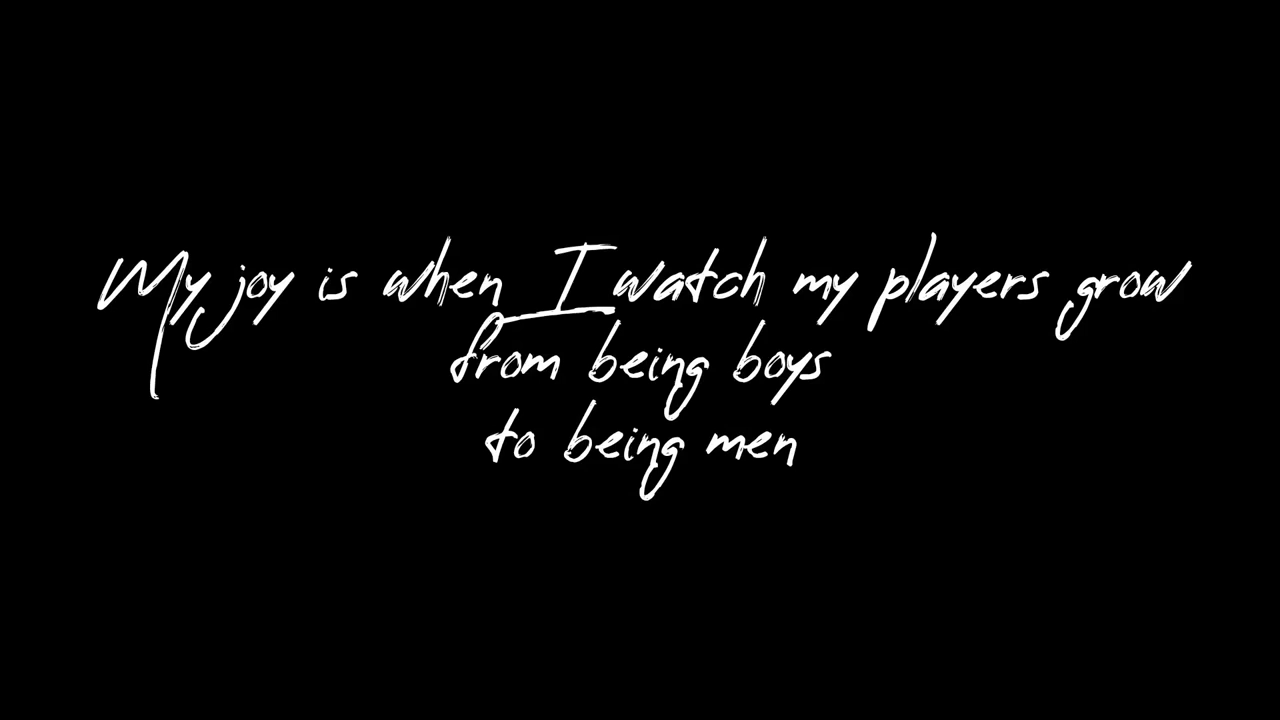 My joy is when I watch my players grow
from being boys
to being men